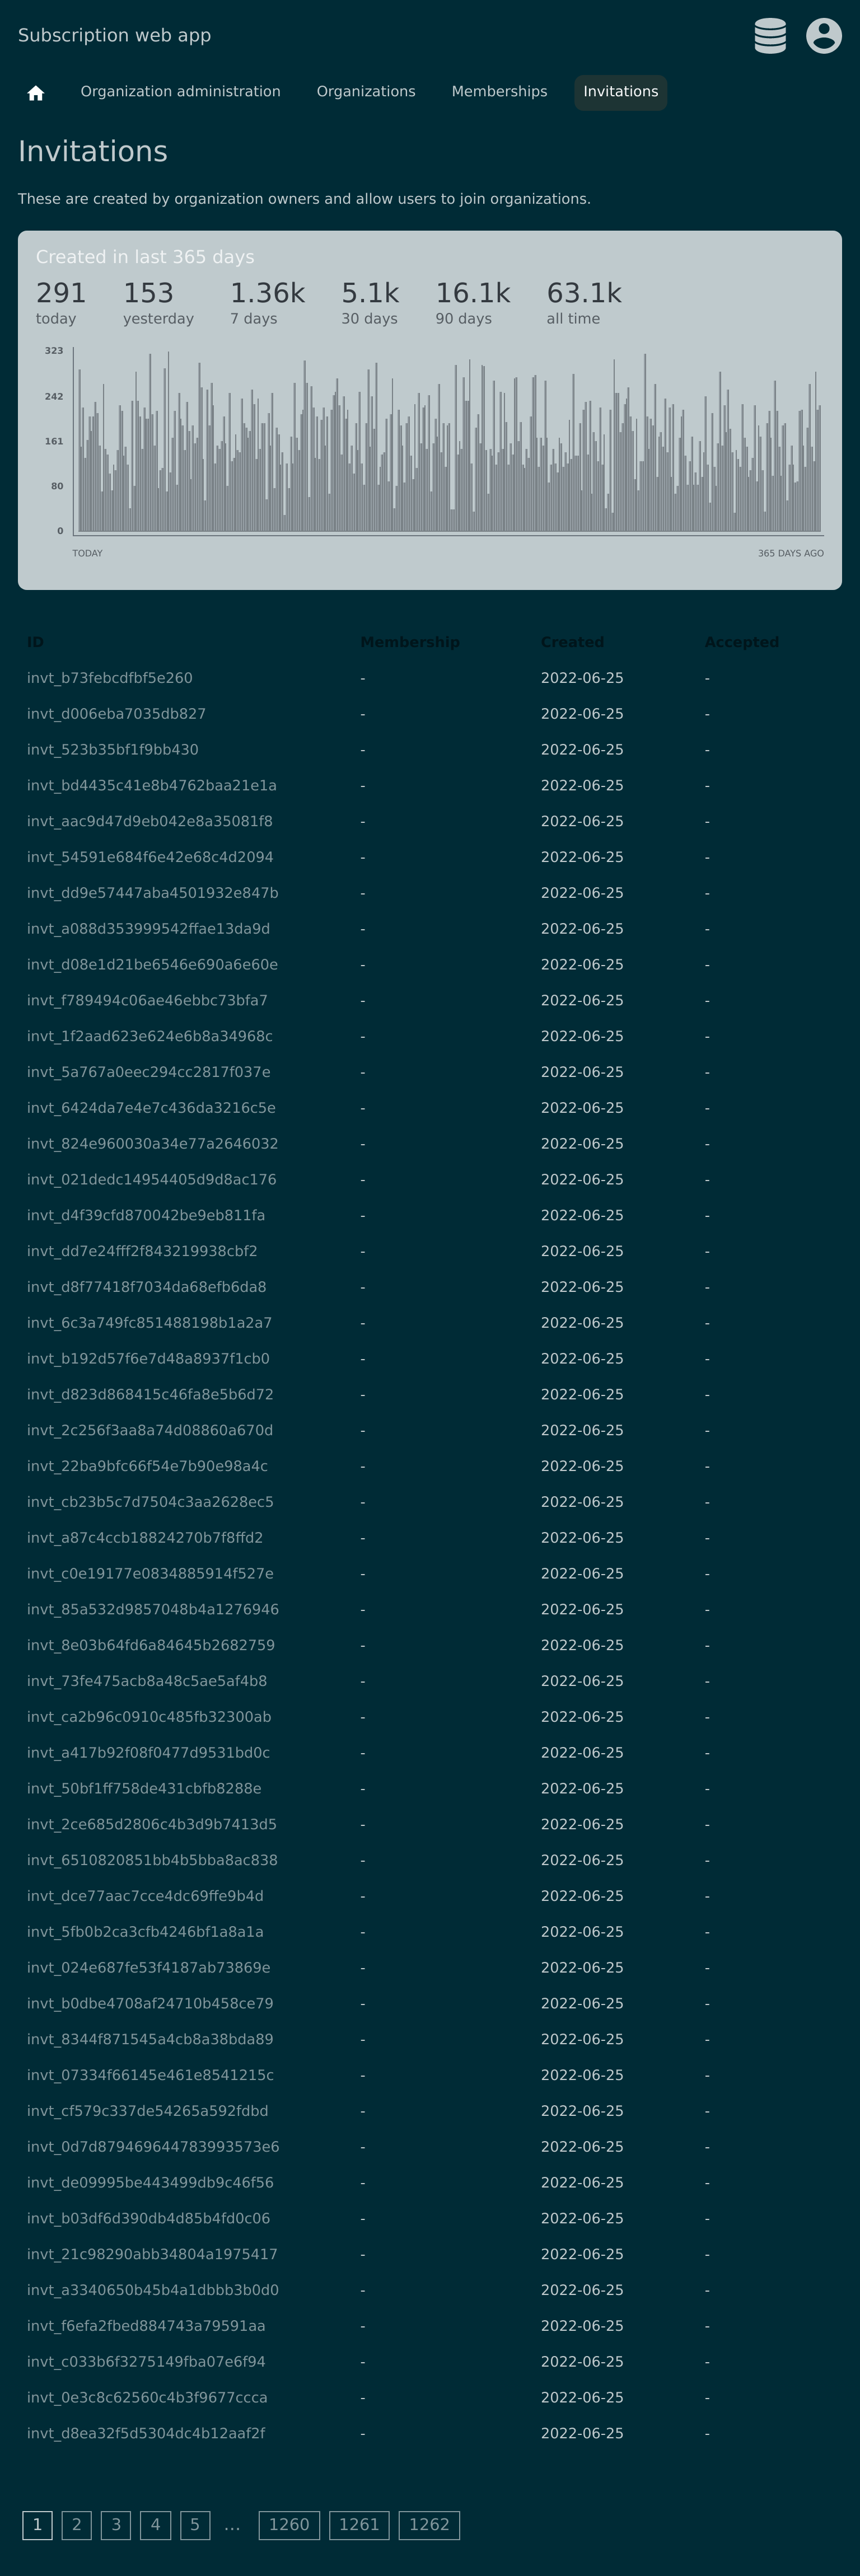 Subscription web app
Organization administration Organizations Memberships Invitations
Invitations
These are created by organization owners and allow users to join organizations.
Created in last 365 days
291 153 1.36k 5.1k 16.1k 63.1k
today yesterday 7 days 30 days 90 days all time
323
242
161
80
0
TODAY 365 DAYS AGO
ID Membership Created Accepted
invt_b73febcdfbf5e260 - 2022-06-25 -
invt_d006eba7035db827 - 2022-06-25 -
invt_523b35bf1f9bb430 - 2022-06-25 -
invt_bd4435c41e8b4762baa21e1a - 2022-06-25 -
invt_aac9d47d9eb042e8a35081f8 - 2022-06-25 -
invt_54591e684f6e42e68c4d2094 - 2022-06-25 -
invt_dd9e57447aba4501932e847b - 2022-06-25 -
invt_a088d353999542ffae13da9d - 2022-06-25 -
invt_d08e1d21be6546e690a6e60e - 2022-06-25 -
invt_f789494c06ae46ebbc73bfa7 - 2022-06-25 -
invt_1f2aad623e624e6b8a34968c - 2022-06-25 -
invt_5a767a0eec294cc2817f037e - 2022-06-25 -
invt_6424da7e4e7c436da3216c5e - 2022-06-25 -
invt_824e960030a34e77a2646032 - 2022-06-25 -
invt_021dedc14954405d9d8ac176 - 2022-06-25 -
invt_d4f39cfd870042be9eb811fa - 2022-06-25 -
invt_dd7e24fff2f843219938cbf2 - 2022-06-25 -
invt_d8f77418f7034da68efb6da8 - 2022-06-25 -
invt_6c3a749fc851488198b1a2a7 - 2022-06-25 -
invt_b192d57f6e7d48a8937f1cb0 - 2022-06-25 -
invt_d823d868415c46fa8e5b6d72 - 2022-06-25 -
invt_2c256f3aa8a74d08860a670d - 2022-06-25 -
invt_22ba9bfc66f54e7b90e98a4c - 2022-06-25 -
invt_cb23b5c7d7504c3aa2628ec5 - 2022-06-25 -
invt_a87c4ccb18824270b7f8ffd2 - 2022-06-25 -
invt_c0e19177e0834885914f527e - 2022-06-25 -
invt_85a532d9857048b4a1276946 - 2022-06-25 -
invt_8e03b64fd6a84645b2682759 - 2022-06-25 -
invt_73fe475acb8a48c5ae5af4b8 - 2022-06-25 -
invt_ca2b96c0910c485fb32300ab - 2022-06-25 -
invt_a417b92f08f0477d9531bd0c - 2022-06-25 -
invt_50bf1ff758de431cbfb8288e - 2022-06-25 -
invt_2ce685d2806c4b3d9b7413d5 - 2022-06-25 -
invt_6510820851bb4b5bba8ac838 - 2022-06-25 -
invt_dce77aac7cce4dc69ffe9b4d - 2022-06-25 -
invt_5fb0b2ca3cfb4246bf1a8a1a - 2022-06-25 -
invt_024e687fe53f4187ab73869e - 2022-06-25 -
invt_b0dbe4708af24710b458ce79 - 2022-06-25 -
invt_8344f871545a4cb8a38bda89 - 2022-06-25 -
invt_07334f66145e461e8541215c - 2022-06-25 -
invt_cf579c337de54265a592fdbd - 2022-06-25 -
invt_0d7d879469644783993573e6 - 2022-06-25 -
invt_de09995be443499db9c46f56 - 2022-06-25 -
invt_b03df6d390db4d85b4fd0c06 - 2022-06-25 -
invt_21c98290abb34804a1975417 - 2022-06-25 -
invt_a3340650b45b4a1dbbb3b0d0 - 2022-06-25 -
invt_f6efa2fbed884743a79591aa - 2022-06-25 -
invt_c033b6f3275149fba07e6f94 - 2022-06-25 -
invt_0e3c8c62560c4b3f9677ccca - 2022-06-25 -
invt_d8ea32f5d5304dc4b12aaf2f - 2022-06-25 -
1 2 3 4 5 … 1260 1261 1262